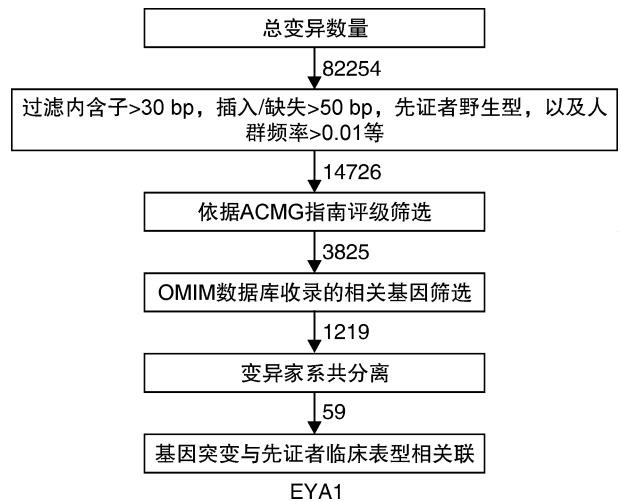 总变异数量
82254
过滤内含子>30 bp，插入/缺失>50 bp，先证者野生型，以及人
群频率>0.01等
14726
依据ACMG指南评级筛选
3825
OMIM数据库收录的相关基因筛选
1219
变异家系共分离
59
基因突变与先证者临床表型相关联
EYA1